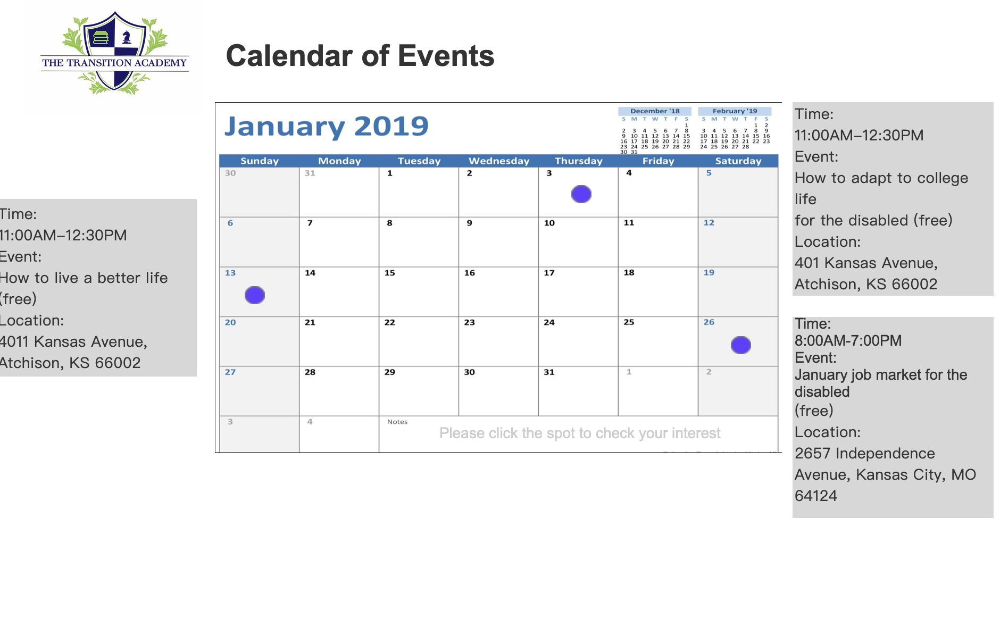 THE TRANSITION ACADEMY
Calendar of Events
January 2019
December '18
S M T W T F S
1
2 3 4 5 6 7 8
9 10 11 12 13 14 15
16 17 18 19 20 21 22
23 24 25 26 27 28 29
30 31
February '19
S M T W T F S
1 2
3 4 5 6 7 8 9
10 11 12 13 14 15 16
17 18 19 20 21 22 23
24 25 26 27 28
Sunday Monday Tuesday Wednesday Thursday Friday Saturday
30 31 1 2 3 4 5
6 7 8 9 10 11 12
13 14 15 16 17 18 19
20 21 22 23 24 25 26
27 28 29 30 31 1 2
3 4 Notes
Please click the spot to check your interest
Time:
11:00AM–12:30PM
Event:
How to live a better life
(free)
Location:
4011 Kansas Avenue,
Atchison, KS 66002
Time:
11:00AM–12:30PM
Event:
How to adapt to college
life
for the disabled (free)
Location:
401 Kansas Avenue,
Atchison, KS 66002
Time:
8:00AM-7:00PM
Event:
January job market for the
disabled
(free)
Location:
2657 Independence
Avenue, Kansas City, MO
64124